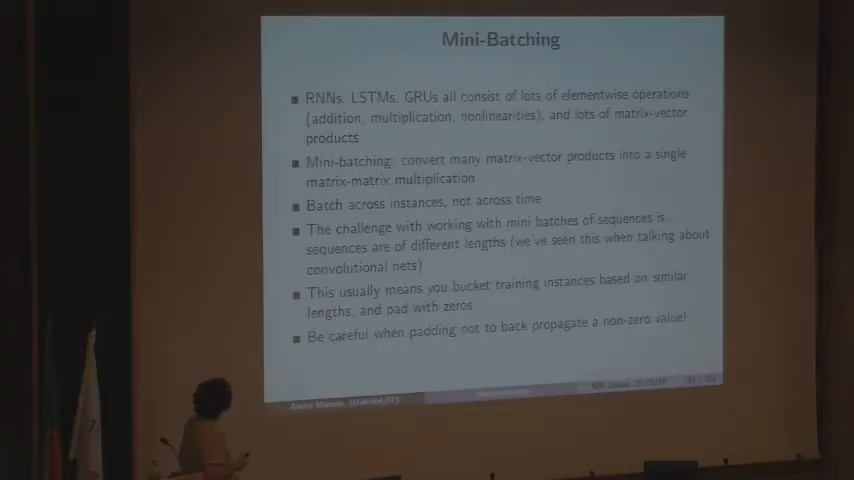 Mini-Batching
RNNs, LSTMs, GRUs all consist of lots of elementwise operations
(addition, multiplication, nonlinearities), and lots of matrix-vector
products
Mini-batching: convert many matrix-vector products into a single
matrix-matrix multiplication
Batch across instances, not across time
The challenge with working with mini batches of sequences is...
sequences are of different lengths (we've seen this when talking about
convolutional nets)
This usually means you bucket training instances based on similar
lengths, and pad with zeros
Be careful when padding not to back propagate a non-zero value!